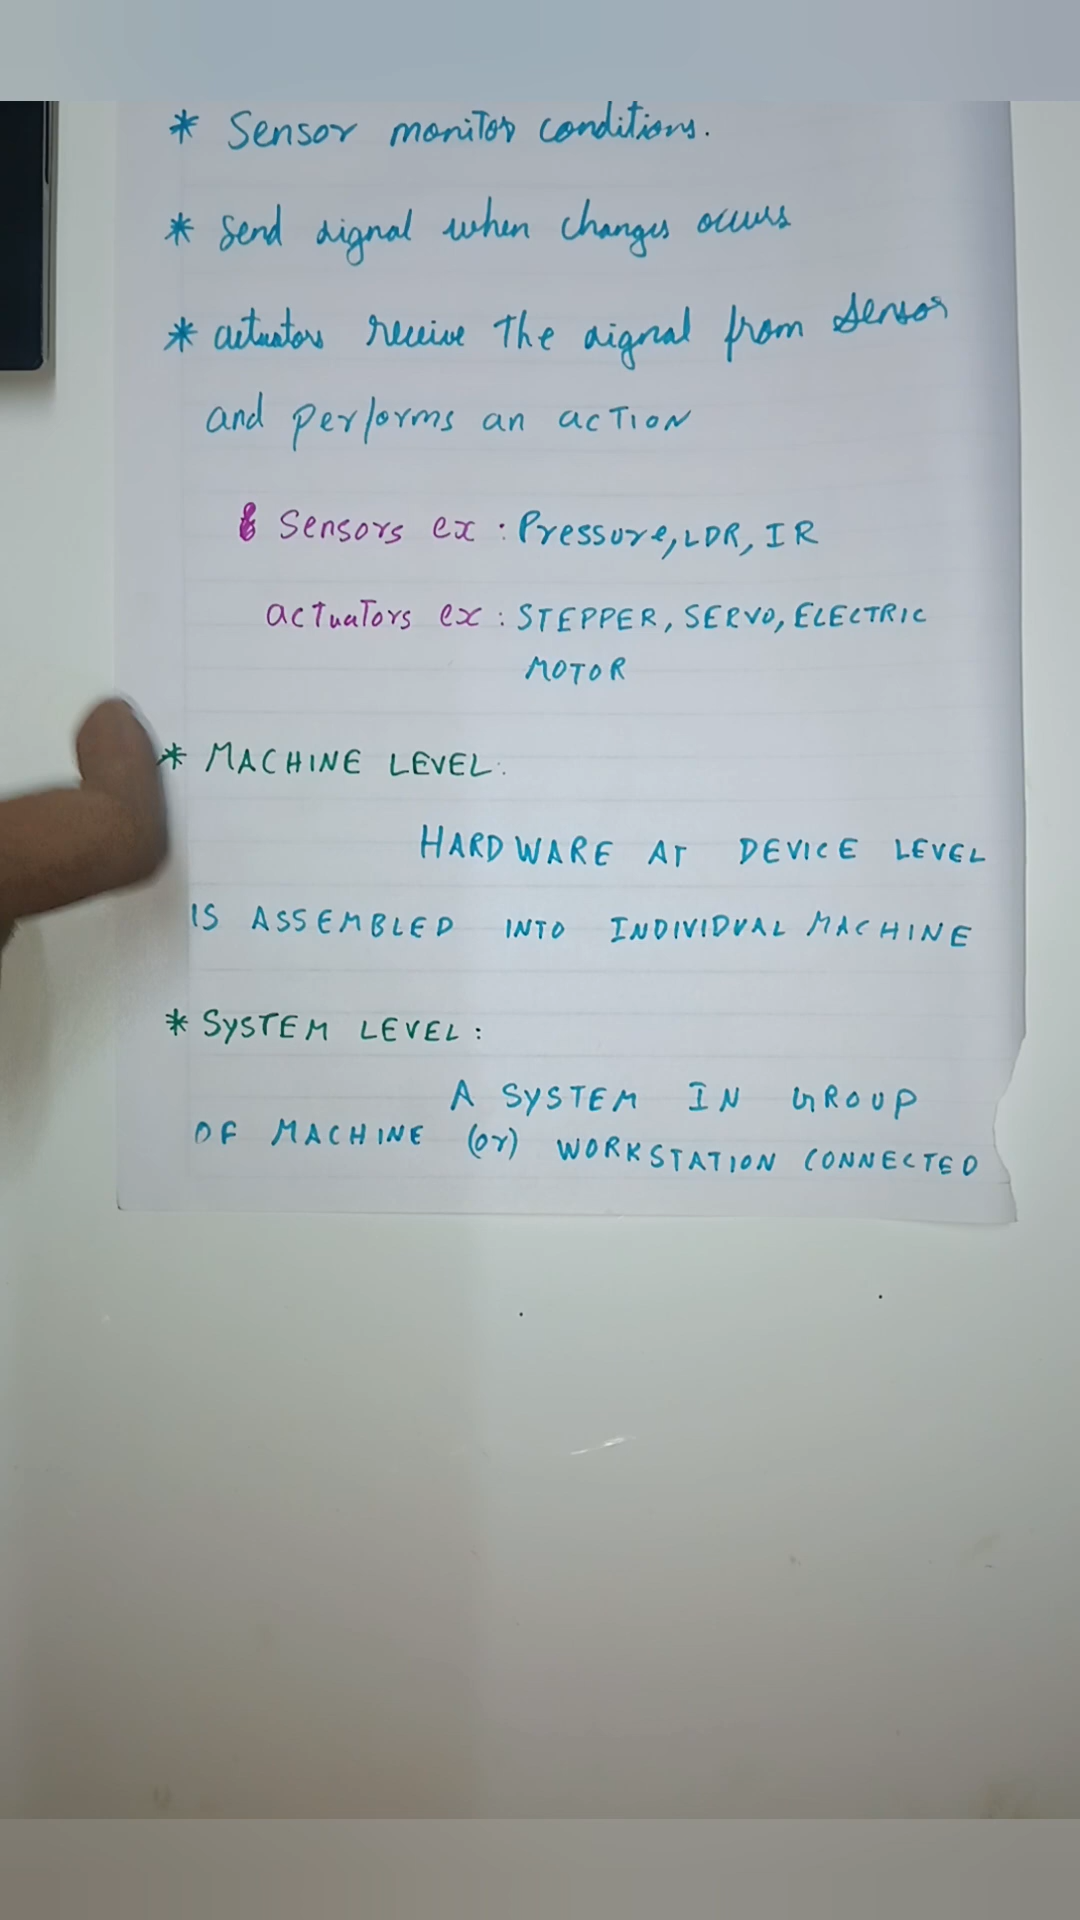 * Sensor monitor conditions.
* Send signal when changes occurs
* actuators receive The signal from sensor
and performs an acTION
Sensors ex : Pressure, LDR, IR
acTuaTors ex : STEPPER, SERVO, ELECTRIC
MOTOR
* MACHINE LEVEL:
HARDWARE AT DEVICE LEVEL
IS ASSEMBLED INTO INDIVIDUAL MACHINE
* SYSTEM LEVEL:
A SYSTEM IN GROUP
OF MACHINE (or) WORKSTATION CONNECTED